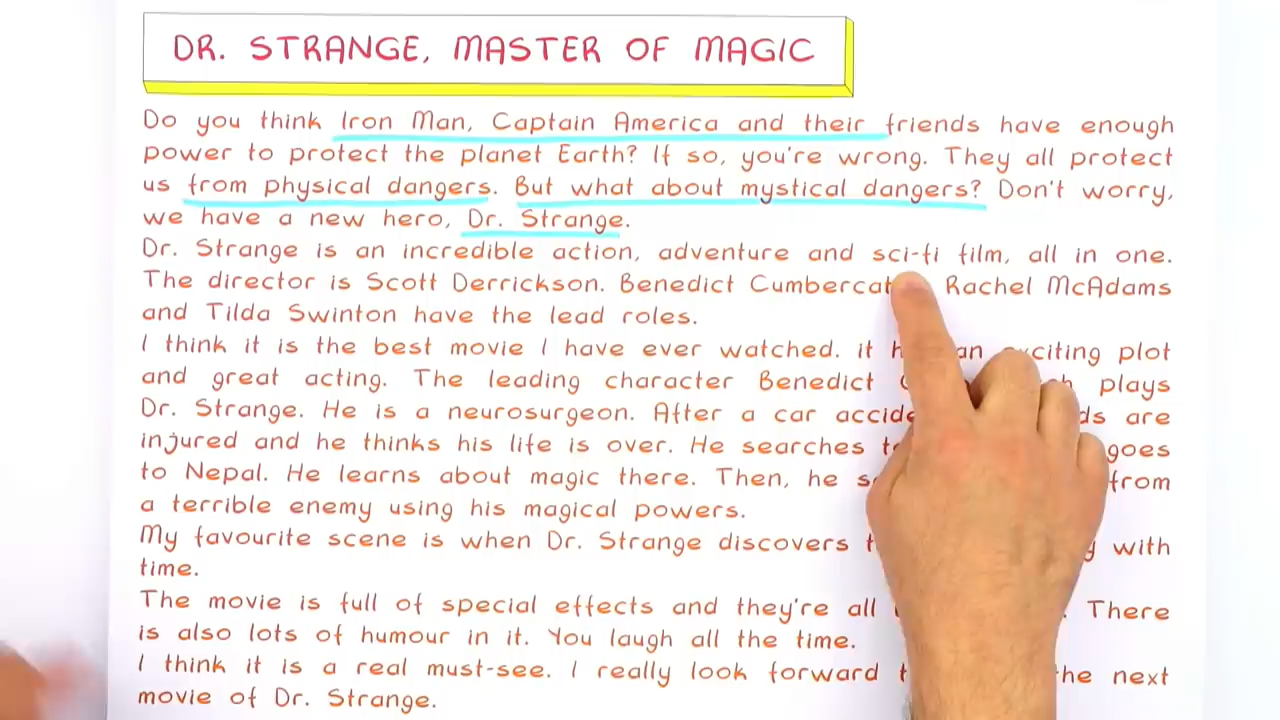 DR. STRANGE, MASTER OF MAGIC
Do you think Iron Man, Captain America and their friends have enough
power to protect the planet Earth? If so, you're wrong. They all protect
us from physical dangers. But what about mystical dangers? Don't worry,
we have a new hero, Dr. Strange.
Dr. Strange is an incredible action, adventure and sci-fi film, all in one.
The director is Scott Derrickson. Benedict Rachel McAdams
and Tilda Swinton have the lead roles.
I think it is the best movie I have ever watched. it plot
and great acting. The leading character Benedict plays
Dr. Strange. He is a neurosurgeon. After a car are
injured and he thinks his life is over. He searches goes
to Nepal. He learns about magic there. Then, he from
a terrible enemy using his magical powers.
My favourite scene is when Dr. Strange discovers with
time.
The movie is full of special effects and they're all There
is also lots of humour in it. You laugh all the time.
I think it is a real must-see. I really look forward next
movie of Dr. Strange.